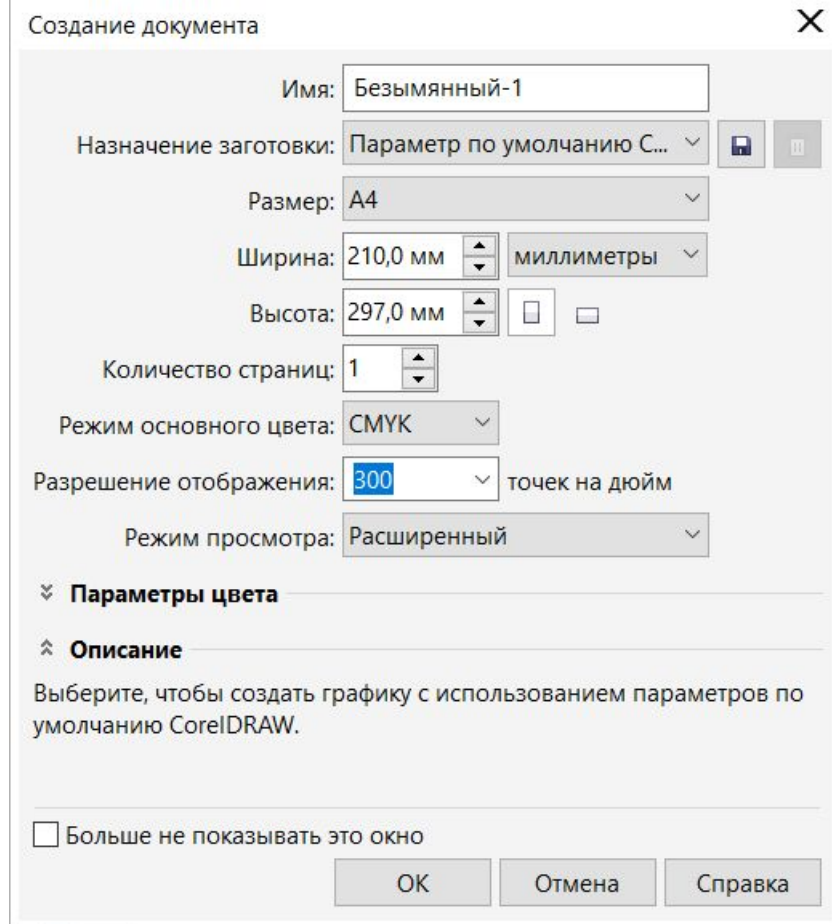 Создание документа
Имя: Безымянный-1
Назначение заготовки: Параметр по умолчанию C...
Размер: A4
Ширина: 210,0 мм миллиметры
Высота: 297,0 мм
Количество страниц: 1
Режим основного цвета: CMYK
Разрешение отображения: 300 точек на дюйм
Режим просмотра: Расширенный
Параметры цвета
Описание
Выберите, чтобы создать графику с использованием параметров по
умолчанию CorelDRAW.
Больше не показывать это окно
ОК Отмена Справка